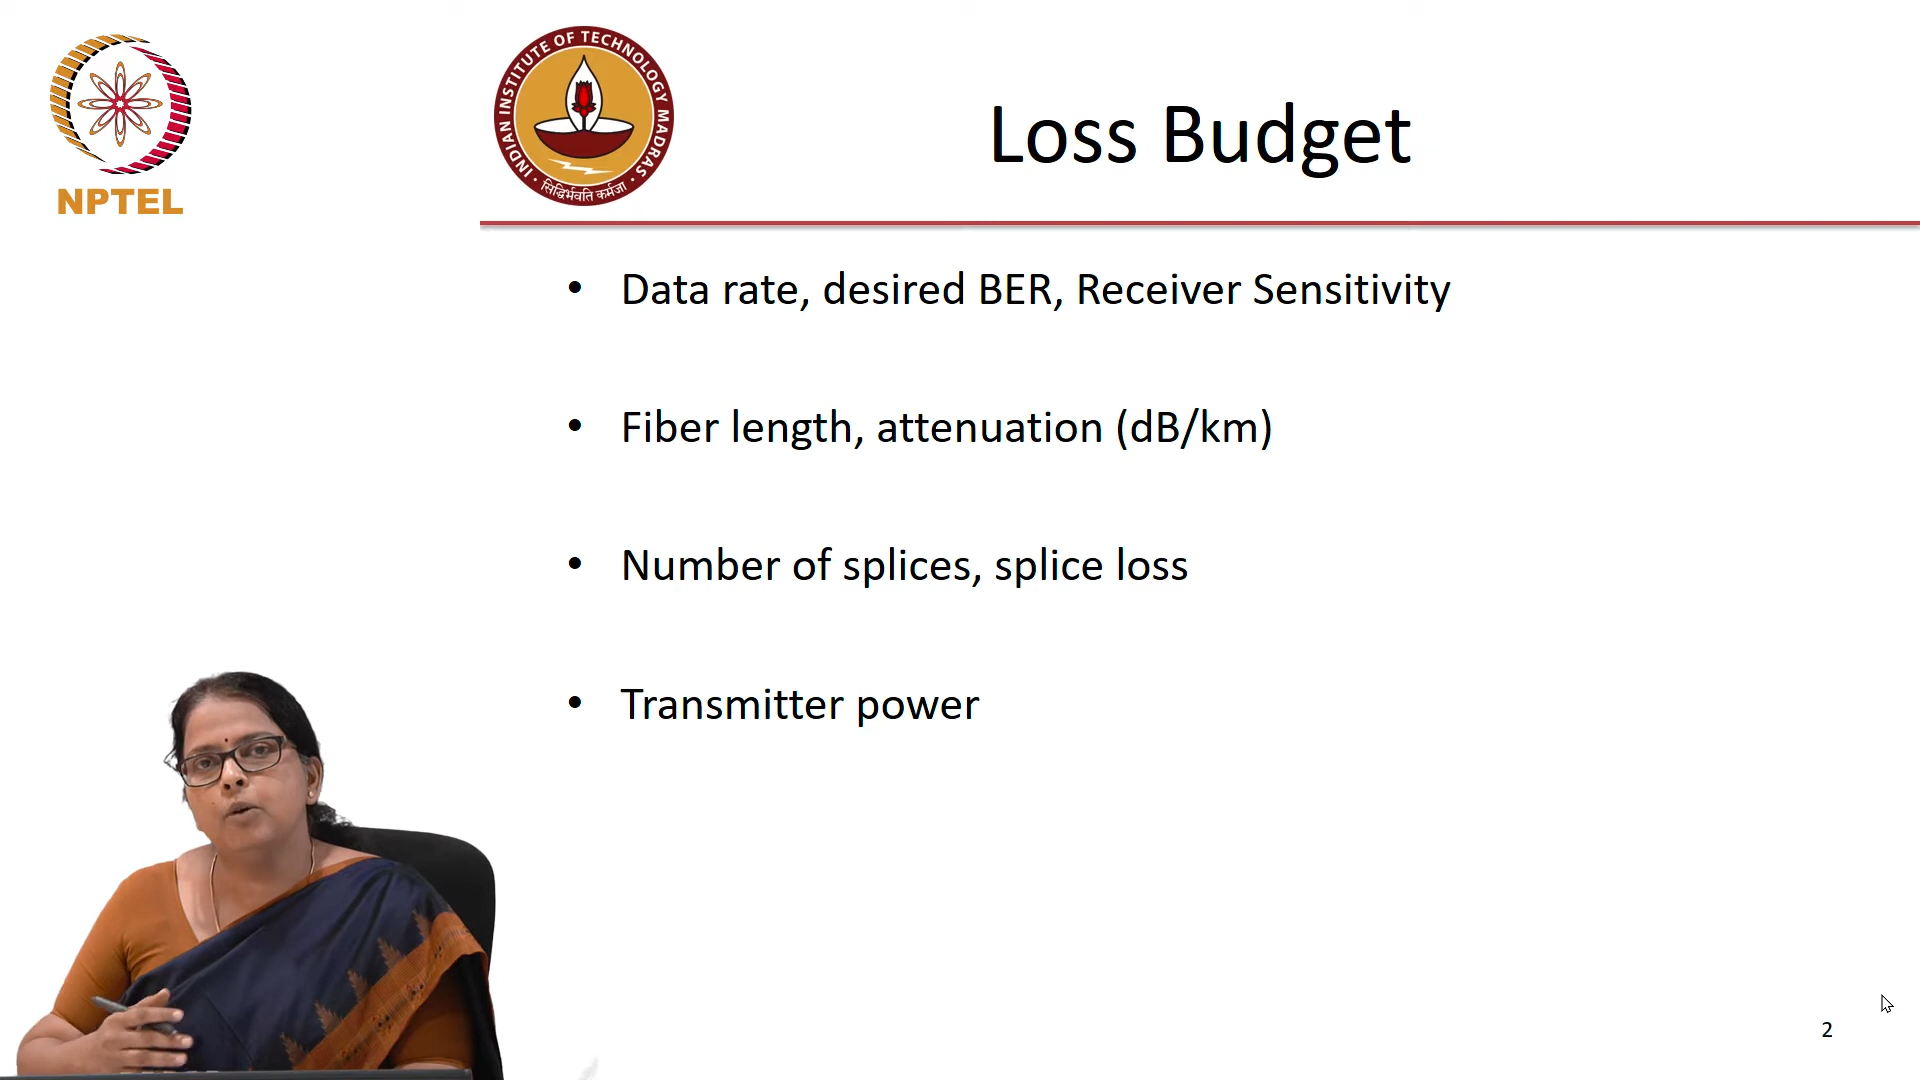 NPTEL
INDIAN INSTITUTE OF TECHNOLOGY MADRAS
सिद्धिर्भवति कर्मजा
Loss Budget
• Data rate, desired BER, Receiver Sensitivity
• Fiber length, attenuation (dB/km)
• Number of splices, splice loss
• Transmitter power
2